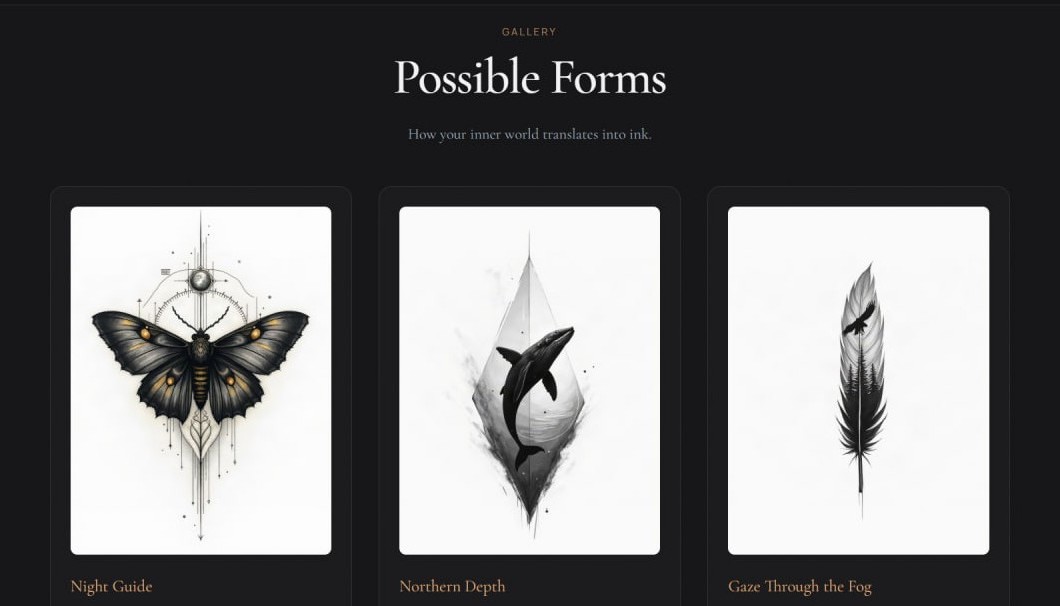 GALLERY
Possible Forms
How your inner world translates into ink.
Night Guide
Northern Depth
Gaze Through the Fog